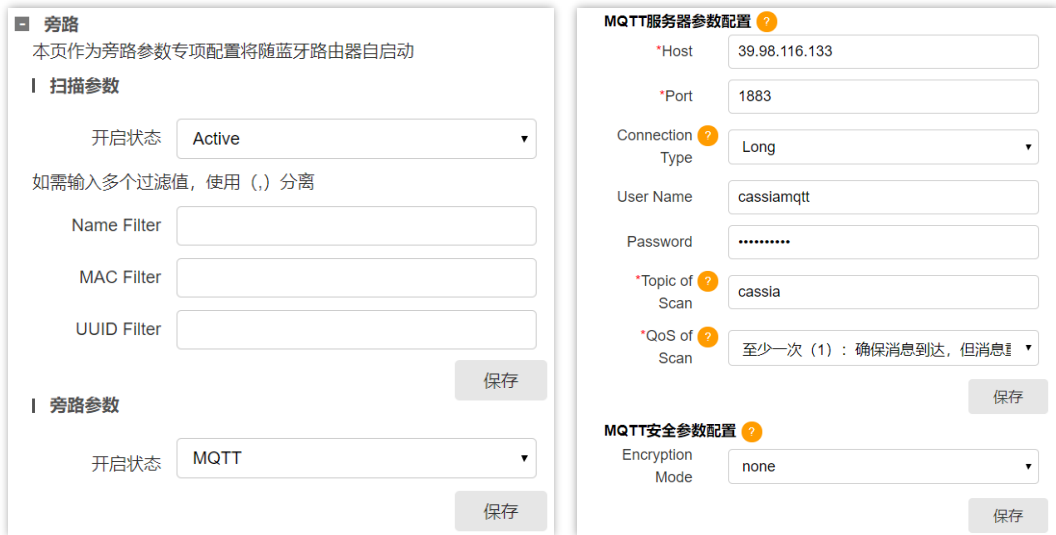 旁路
本页作为旁路参数专项配置将随蓝牙路由器自启动
扫描参数
开启状态 Active
如需输入多个过滤值，使用（,）分离
Name Filter
MAC Filter
UUID Filter
保存
旁路参数
开启状态 MQTT
保存
MQTT服务器参数配置 ?
*Host 39.98.116.133
*Port 1883
Connection ?
Type Long
User Name cassiamqtt
Password ••••••••••
*Topic of ?
Scan cassia
*QoS of ?
Scan 至少一次（1）：确保消息到达，但消息
保存
MQTT安全参数配置 ?
Encryption
Mode none
保存